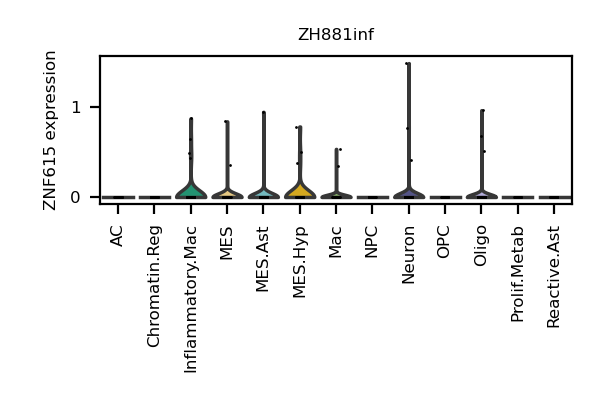 ZH881inf
ZNF615 expression
1
0
AC
Chromatin.Reg
Inflammatory.Mac
MES
MES.Ast
MES.Hyp
Mac
NPC
Neuron
OPC
Oligo
Prolif.Metab
Reactive.Ast